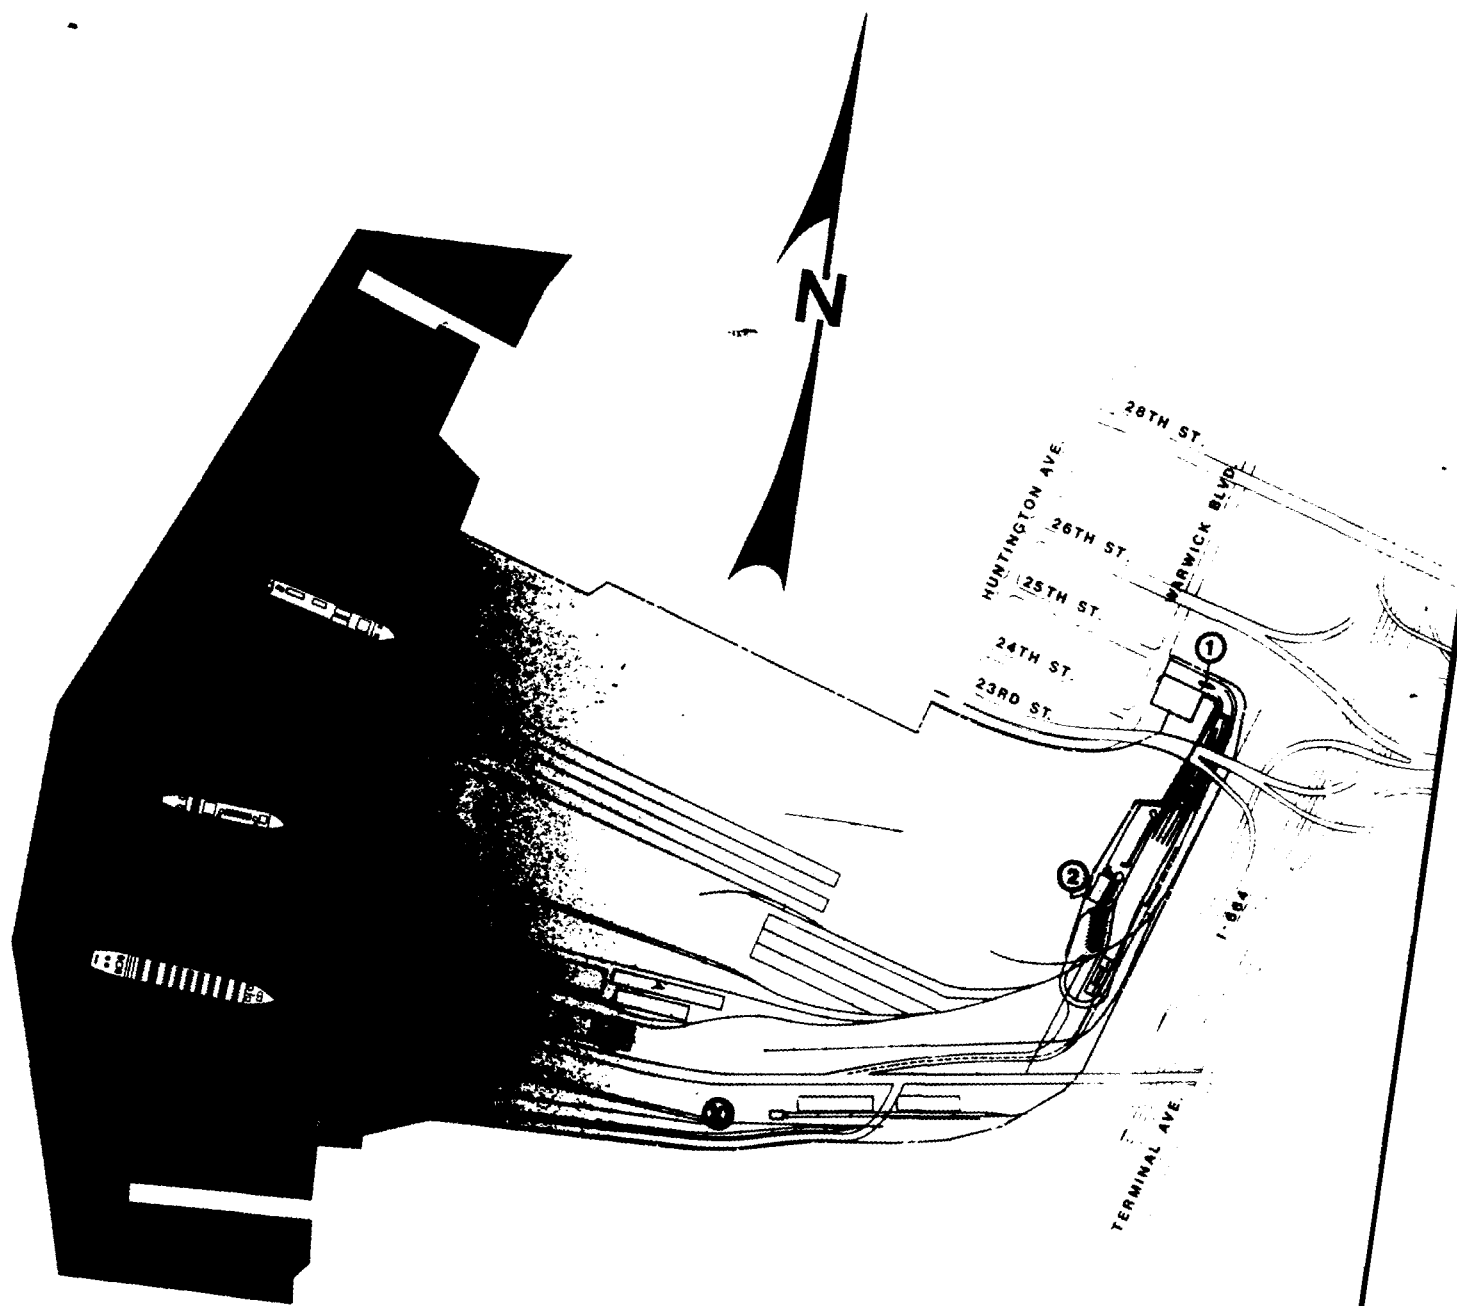 N
28TH ST.
HUNTINGTON AVE.
WARWICK BLVD.
26TH ST.
25TH ST.
24TH ST.
23RD ST.
1
2
I-664
TERMINAL AVE.